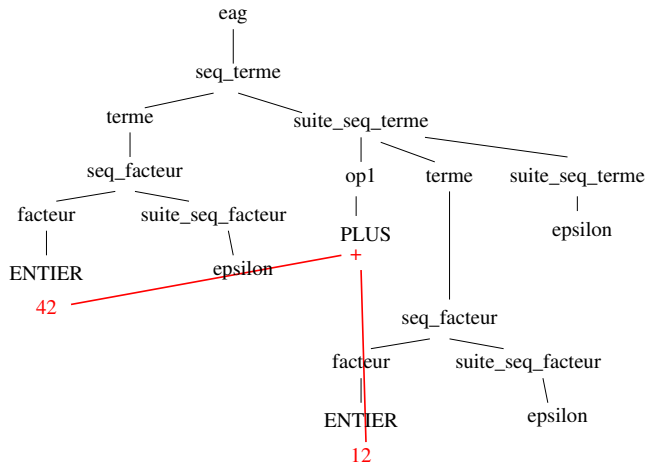 eag
seq_terme
terme
suite_seq_terme
seq_facteur
op1
terme
suite_seq_terme
facteur
suite_seq_facteur
PLUS
epsilon
+
ENTIER
epsilon
42
seq_facteur
facteur
suite_seq_facteur
ENTIER
epsilon
12